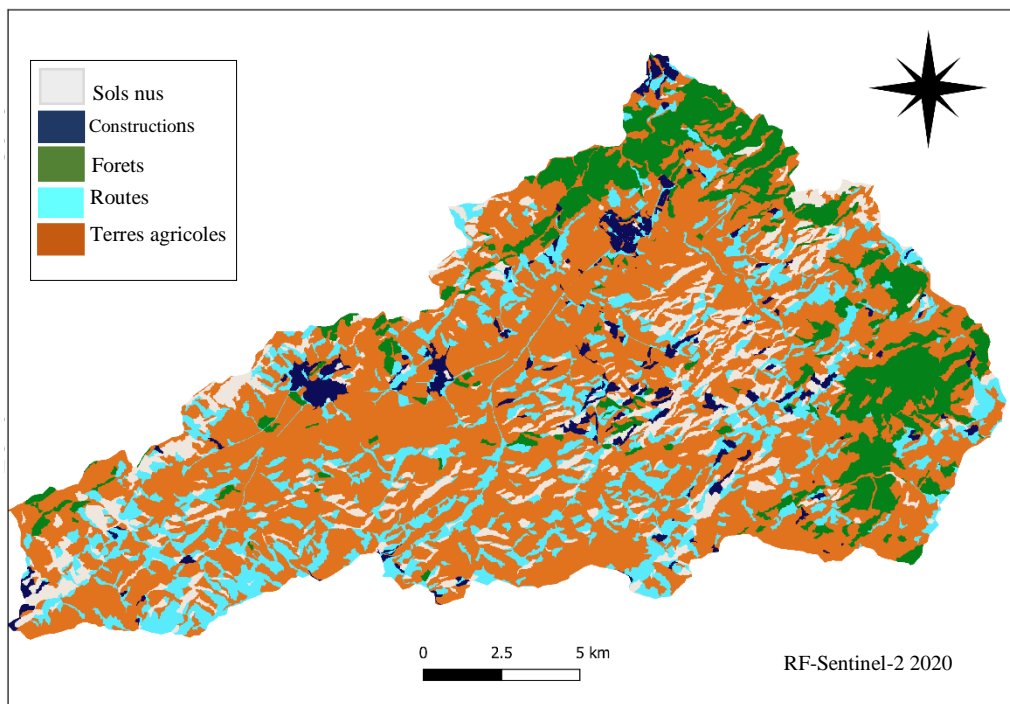 Sols nus
Constructions
Forets
Routes
Terres agricoles
0 2.5 5 km
RF-Sentinel-2 2020